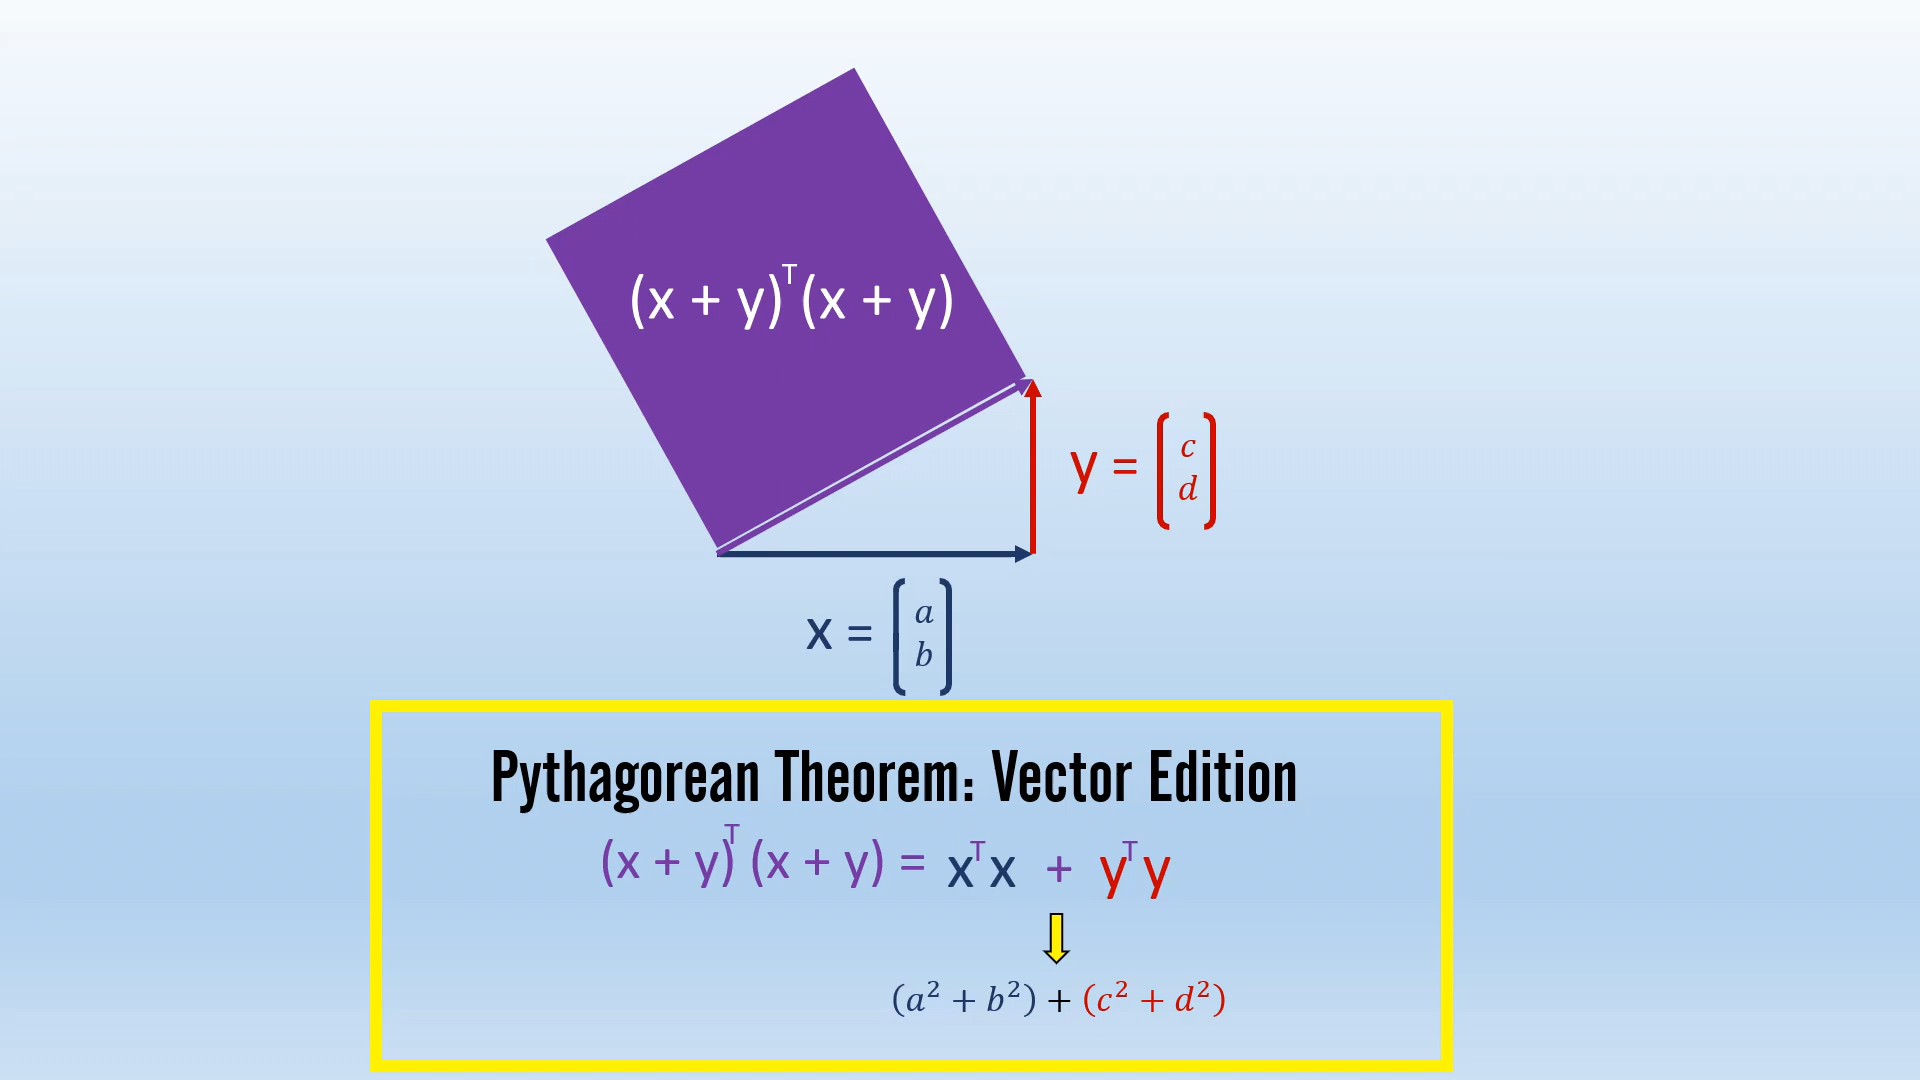 (x + y)ᵀ(x + y)
y = [c
d]
x = [a
b]
Pythagorean Theorem: Vector Edition
(x + y)ᵀ(x + y) = xᵀx + yᵀy
(a² + b²) + (c² + d²)